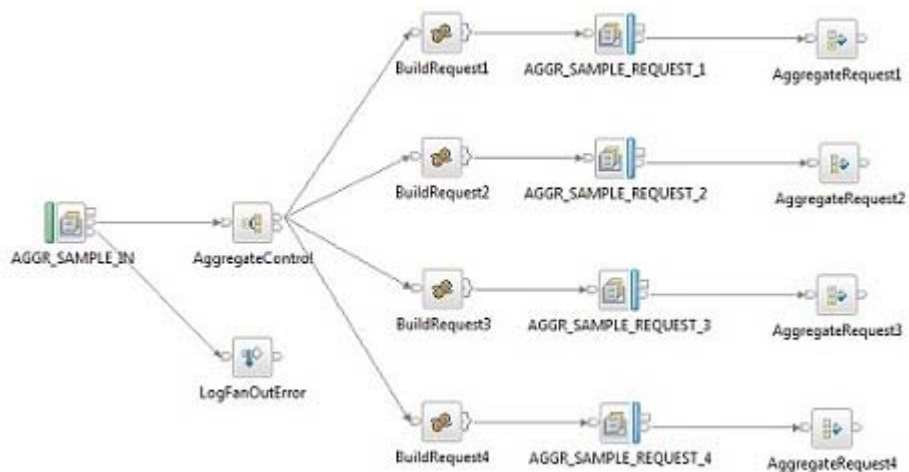 BuildRequest1
AGGR_SAMPLE_REQUEST_1
AggregateRequest1
BuildRequest2
AGGR_SAMPLE_REQUEST_2
AggregateRequest2
AGGR_SAMPLE_IN
AggregateControl
BuildRequest3
AGGR_SAMPLE_REQUEST_3
AggregateRequest3
LogFanOutError
BuildRequest4
AGGR_SAMPLE_REQUEST_4
AggregateRequest4